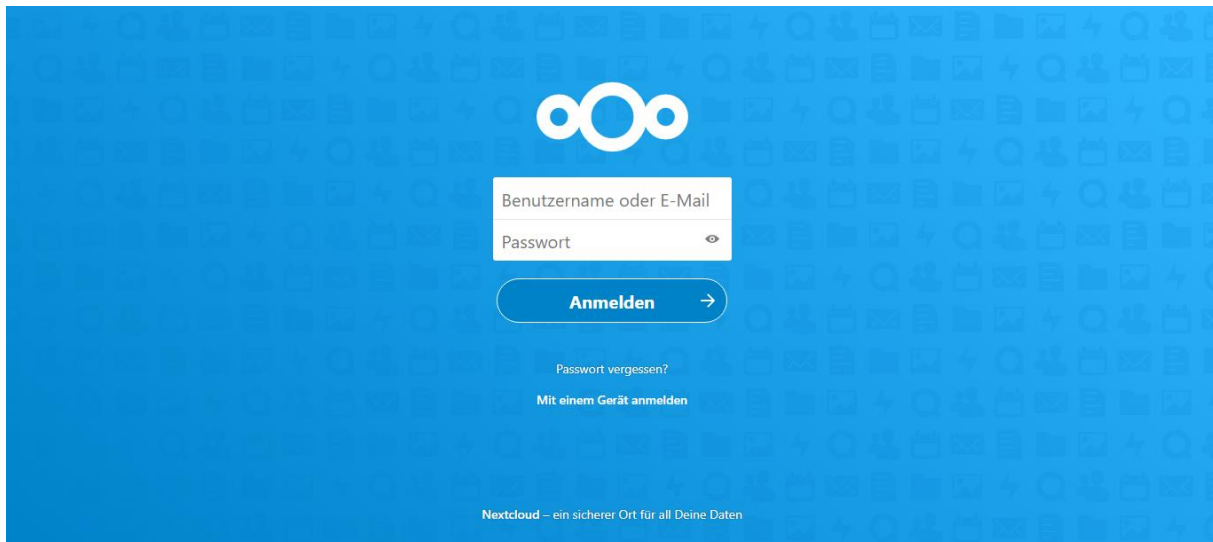 Benutzername oder E-Mail
Passwort
Anmelden
Passwort vergessen?
Mit einem Gerät anmelden
Nextcloud – ein sicherer Ort für all Deine Daten